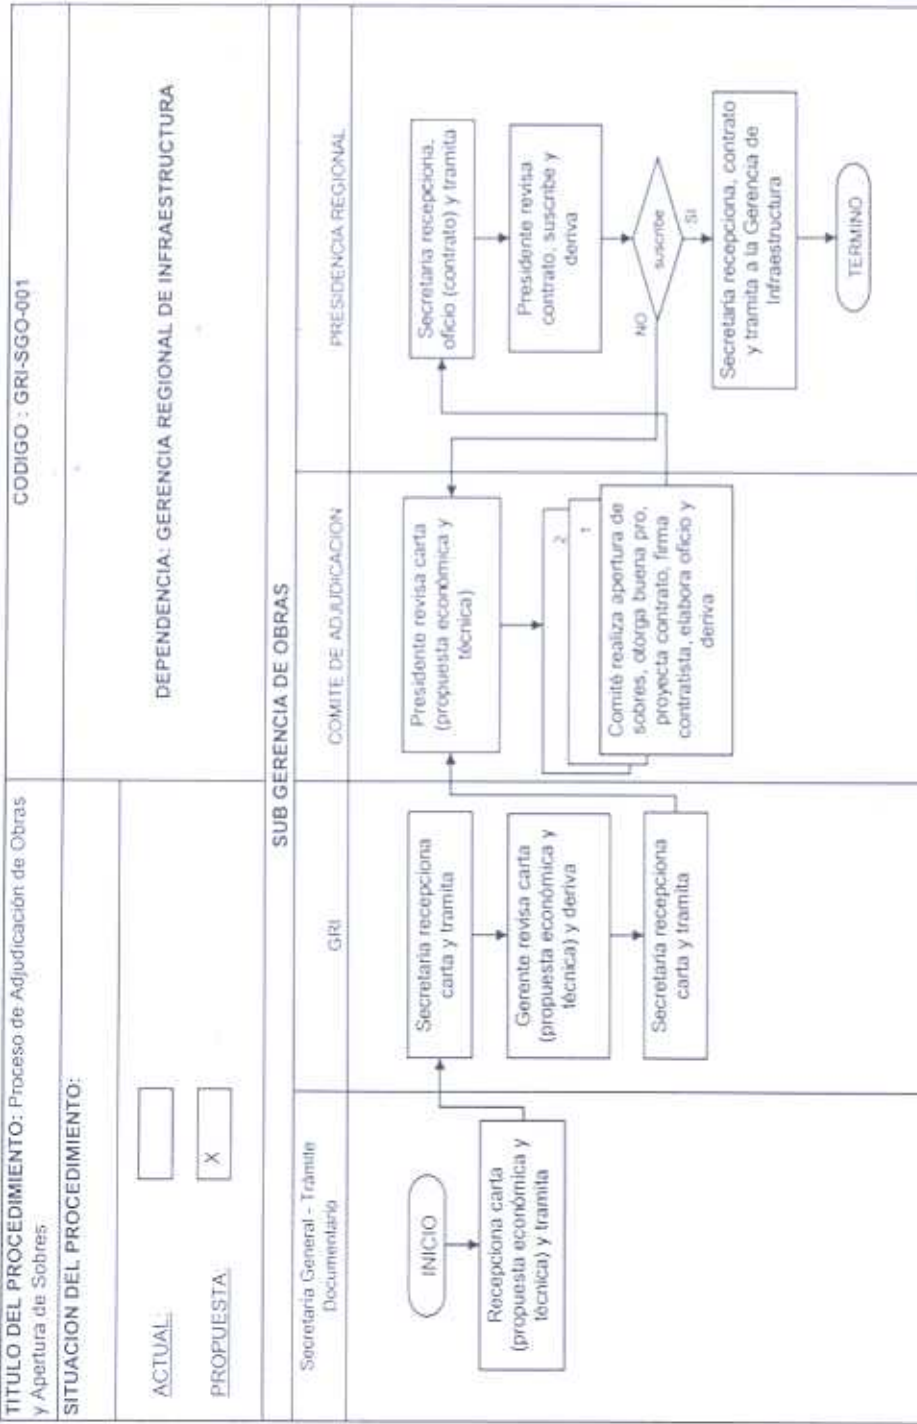 TITULO DEL PROCEDIMIENTO: Proceso de Adjudicación de Obras
y Apertura de Sobres
CODIGO : GRI-SGO-001
SITUACION DEL PROCEDIMIENTO:
ACTUAL:
PROPUESTA:
X
DEPENDENCIA: GERENCIA REGIONAL DE INFRAESTRUCTURA
SUB GERENCIA DE OBRAS
Secretaria General - Trámite
Documentario
GRI
COMITE DE ADJUDICACION
PRESIDENCIA REGIONAL
INICIO
Recepciona carta
(propuesta económica y
técnica) y tramita
Secretaria recepciona
carta y tramita
Gerente revisa carta
(propuesta económica y
técnica) y deriva
Secretaria recepciona
carta y tramita
Presidente revisa carta
(propuesta económica y
técnica)
2
1
Comité realiza apertura de
sobres, otorga buena pro,
proyecta contrato, firma
contratista, elabora oficio y
deriva
Secretaria recepciona,
oficio (contrato) y tramita
Presidente revisa
contrato, suscribe y
deriva
suscribe
NO
SI
Secretaria recepciona, contrato
y tramita a la Gerencia de
Infraestructura
TERMINO